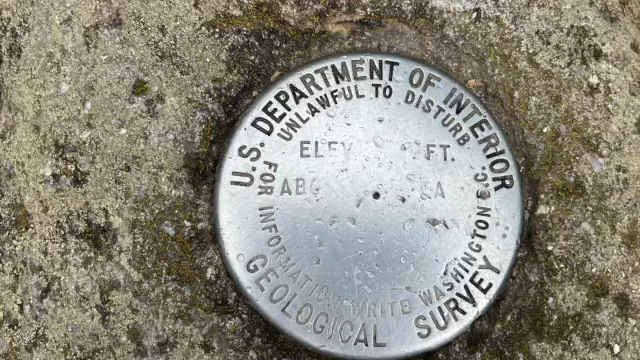 U.S. DEPARTMENT OF INTERIOR
UNLAWFUL TO DISTURB
ELEV FT.
FOR INFORMATION WRITE WASHINGTON D.C.
GEOLOGICAL SURVEY